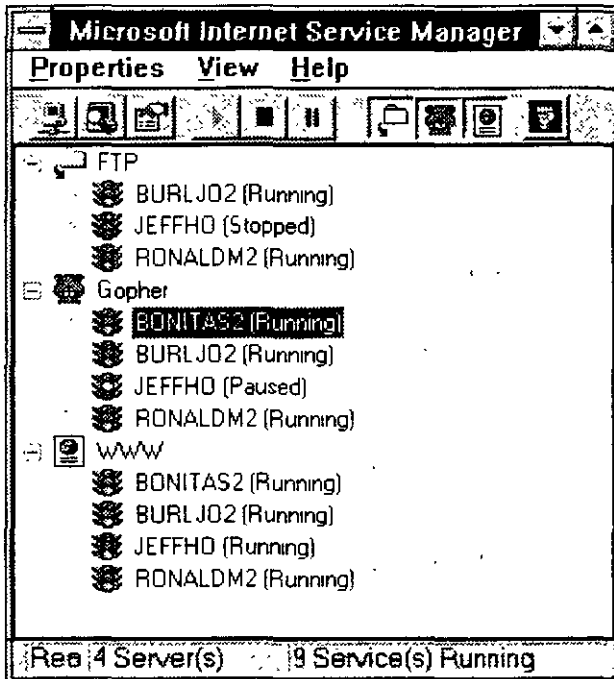 Microsoft Internet Service Manager
Properties View Help
FTP
BURLJO2 (Running)
JEFFHO (Stopped)
RONALDM2 (Running)
Gopher
BONITAS2 (Running)
BURLJO2 (Running)
JEFFHO (Paused)
RONALDM2 (Running)
WWW
BONITAS2 (Running)
BURLJO2 (Running)
JEFFHO (Running)
RONALDM2 (Running)
Rea 4 Server(s) 9 Service(s) Running